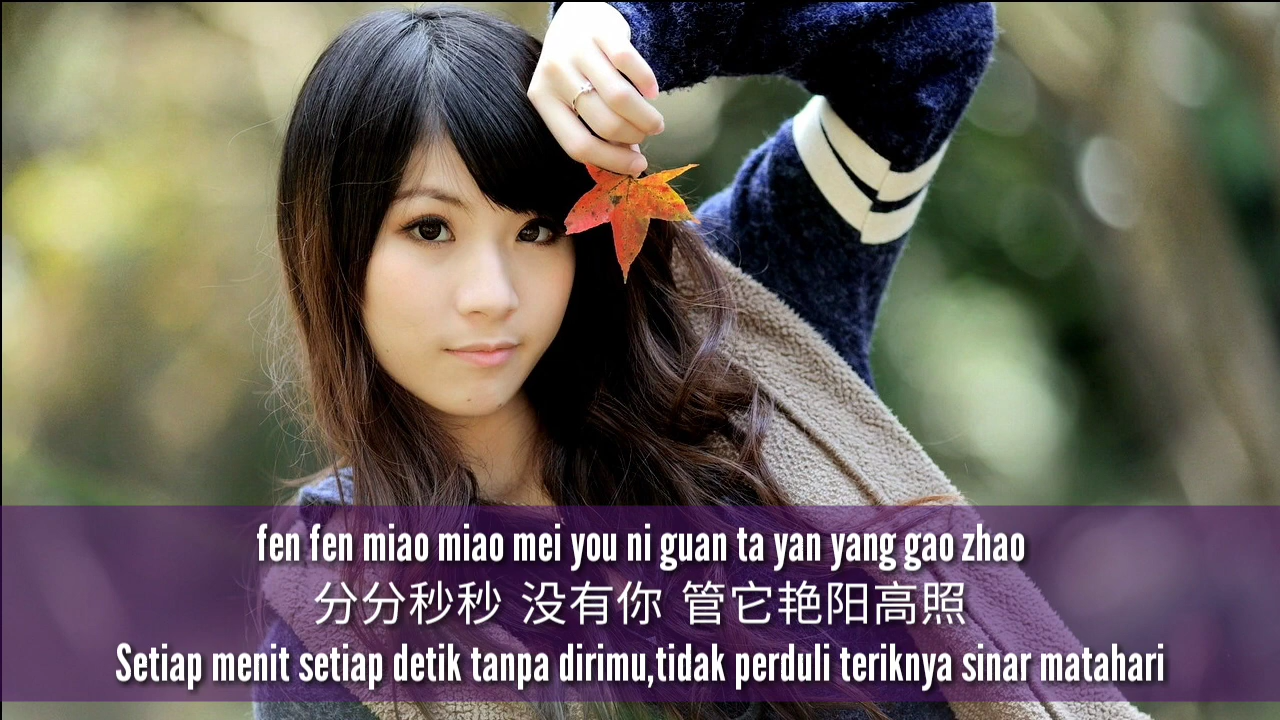 fen fen miao miao mei you ni guan ta yan yang gao zhao
分分秒秒 没有你 管它艳阳高照
Setiap menit setiap detik tanpa dirimu,tidak perduli teriknya sinar matahari